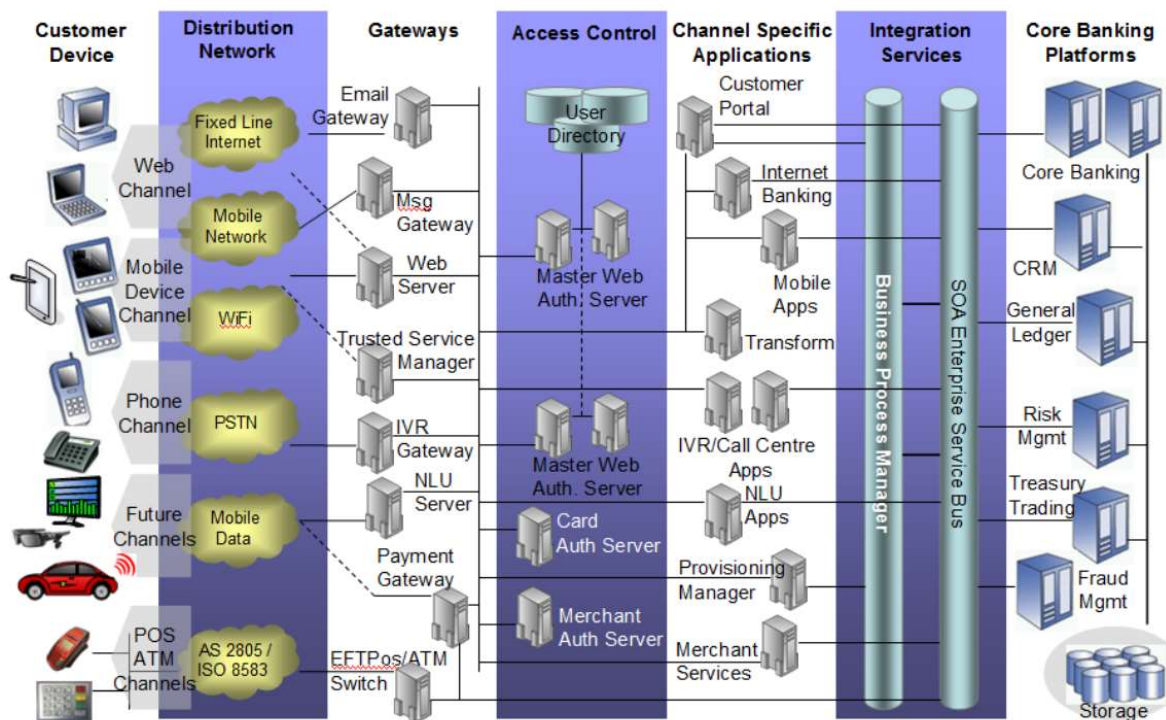 Customer
Device
Distribution
Network
Gateways
Access Control
Channel Specific
Applications
Integration
Services
Core Banking
Platforms
Web
Channel
Mobile
Device
Channel
Phone
Channel
Future
Channels
POS
ATM
Channels
Fixed Line
Internet
Mobile
Network
WiFi
PSTN
Mobile
Data
AS 2805 /
ISO 8583
Email
Gateway
Msg
Gateway
Web
Server
Trusted Service
Manager
IVR
Gateway
NLU
Server
Payment
Gateway
EFTPos/ATM
Switch
User
Directory
Master Web
Auth. Server
Master Web
Auth. Server
Card
Auth Server
Merchant
Auth Server
Customer
Portal
Internet
Banking
Mobile
Apps
Transform
IVR/Call Centre
Apps
NLU
Apps
Provisioning
Manager
Merchant
Services
Business Process Manager
SOA Enterprise Service Bus
Core Banking
CRM
General
Ledger
Risk
Mgmt
Treasury
Trading
Fraud
Mgmt
Storage